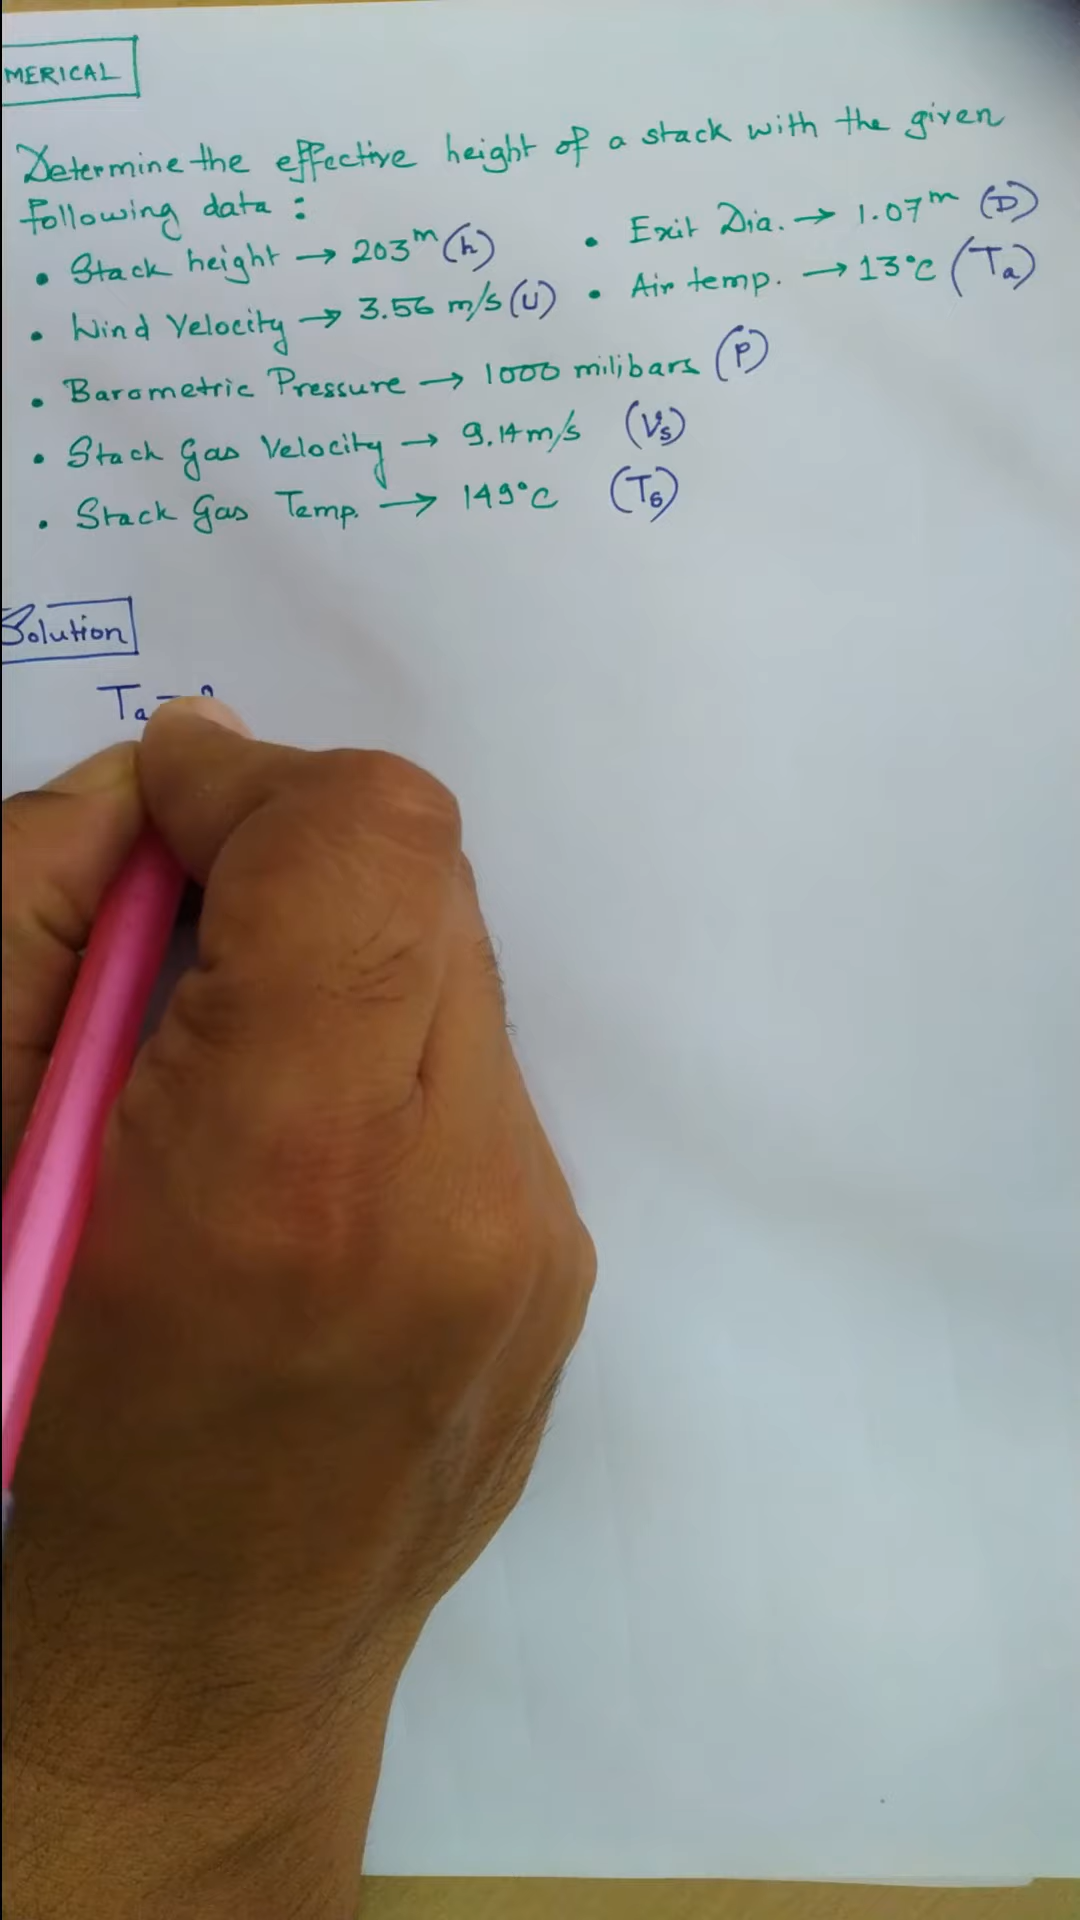 MERICAL
Determine the effective height of a stack with the given
following data :
• Stack height → 203m (h)
• Exit Dia. → 1.07m (D)
• Wind Velocity → 3.56 m/s (U)
• Air temp. → 13°C (Ta)
• Barometric Pressure → 1000 milibars (P)
• Stack Gas Velocity → 9.14 m/s (Vs)
• Stack Gas Temp. → 149°C (Ts)
Solution
Ta =